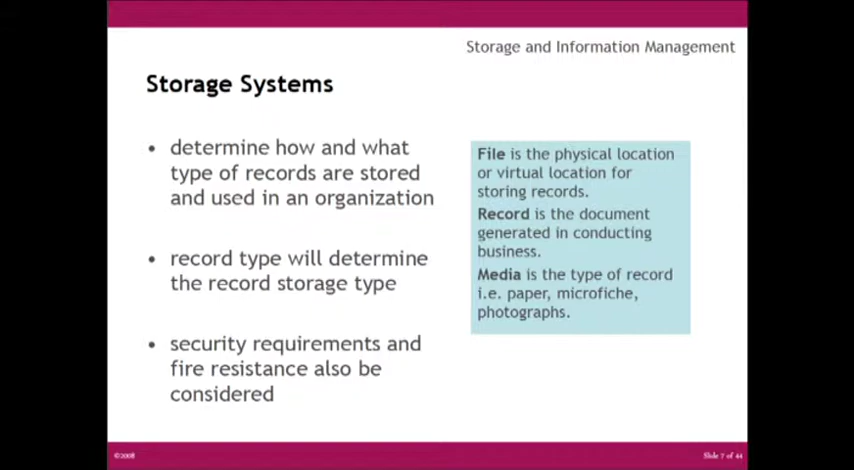 Storage and Information Management
Storage Systems
• determine how and what
type of records are stored
and used in an organization
• record type will determine
the record storage type
• security requirements and
fire resistance also be
considered
File is the physical location
or virtual location for
storing records.
Record is the document
generated in conducting
business.
Media is the type of record
i.e. paper, microfiche,
photographs.
©2008
Slide 7 of 44